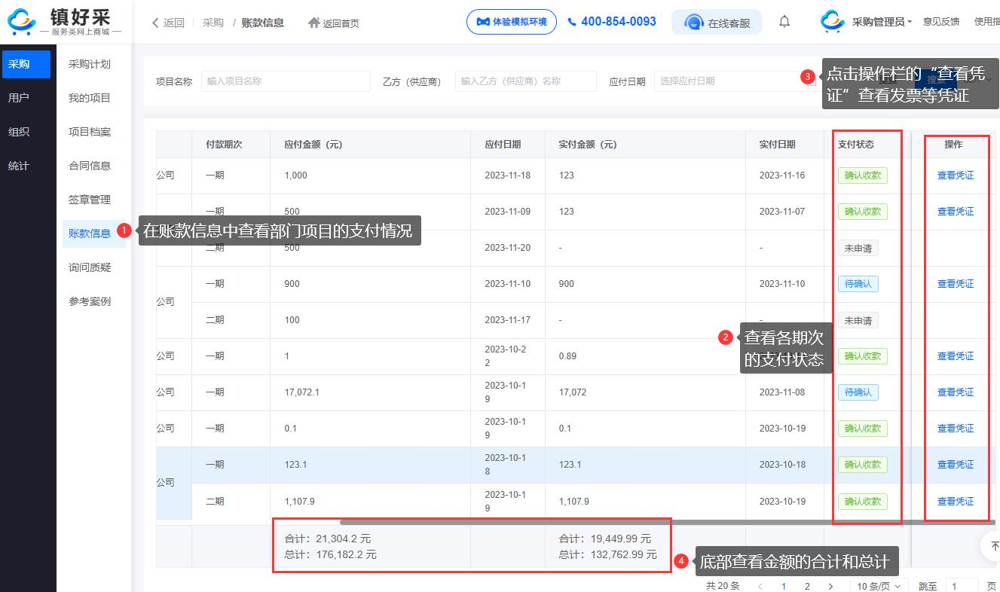 镇好采
服务类网上商城
返回
采购
/
账款信息
返回首页
体验模拟环境
400-854-0093
在线客服
采购管理员
意见反馈
使用指
采购
用户
组织
统计
采购计划
我的项目
项目档案
合同信息
签章管理
账款信息
询问质疑
参考案例
项目名称
输入项目名称
乙方（供应商）
输入乙方（供应商）名称
应付日期
选择应付日期
搜索
3
点击操作栏的“查看凭
证”查看发票等凭证
付款期次 应付金额（元） 应付日期 实付金额（元） 实付日期 支付状态 操作
公司 一期 1,000 2023-11-18 123 2023-11-16 确认收款 查看凭证
一期 500 2023-11-09 123 2023-11-07 确认收款 查看凭证
1
在账款信息中查看部门项目的支付情况
二期 500 2023-11-20 - - 未申请
公司
一期 900 2023-11-10 900 2023-11-10 待确认 查看凭证
二期 100 2023-11-17 - - 未申请
2
查看各期次
的支付状态
公司 一期 1 2023-10-2
2
0.89 确认收款 查看凭证
公司 一期 17,072.1 2023-10-1
9
17,072 2023-11-08 待确认 查看凭证
公司 一期 0.1 2023-10-1
9
0.1 2023-10-19 确认收款 查看凭证
公司
一期 123.1 2023-10-1
8
123.1 2023-10-18 确认收款 查看凭证
二期 1,107.9 2023-10-1
9
1,107.9 2023-10-19 确认收款 查看凭证
合计：21,304.2 元
总计：176,182.2 元
合计：19,449.99 元
总计：132,762.99 元
4
底部查看金额的合计和总计
共 20 条 < 1 2 > 10 条/页 跳至 1 页